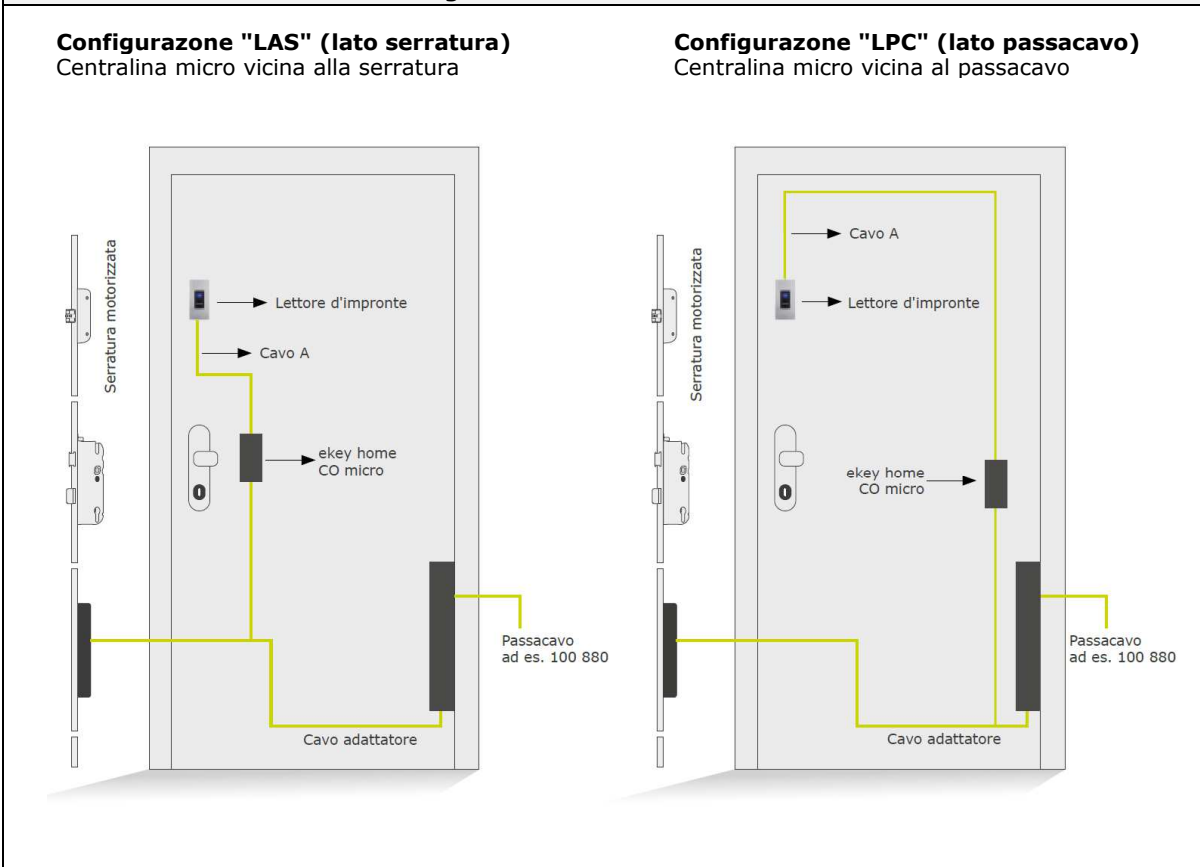 Configurazone "LAS" (lato serratura)
Centralina micro vicina alla serratura
Serratura motorizzata
Lettore d'impronte
Cavo A
ekey home
CO micro
Passacavo
ad es. 100 880
Cavo adattatore
Configurazone "LPC" (lato passacavo)
Centralina micro vicina al passacavo
Serratura motorizzata
Cavo A
Lettore d'impronte
ekey home
CO micro
Passacavo
ad es. 100 880
Cavo adattatore